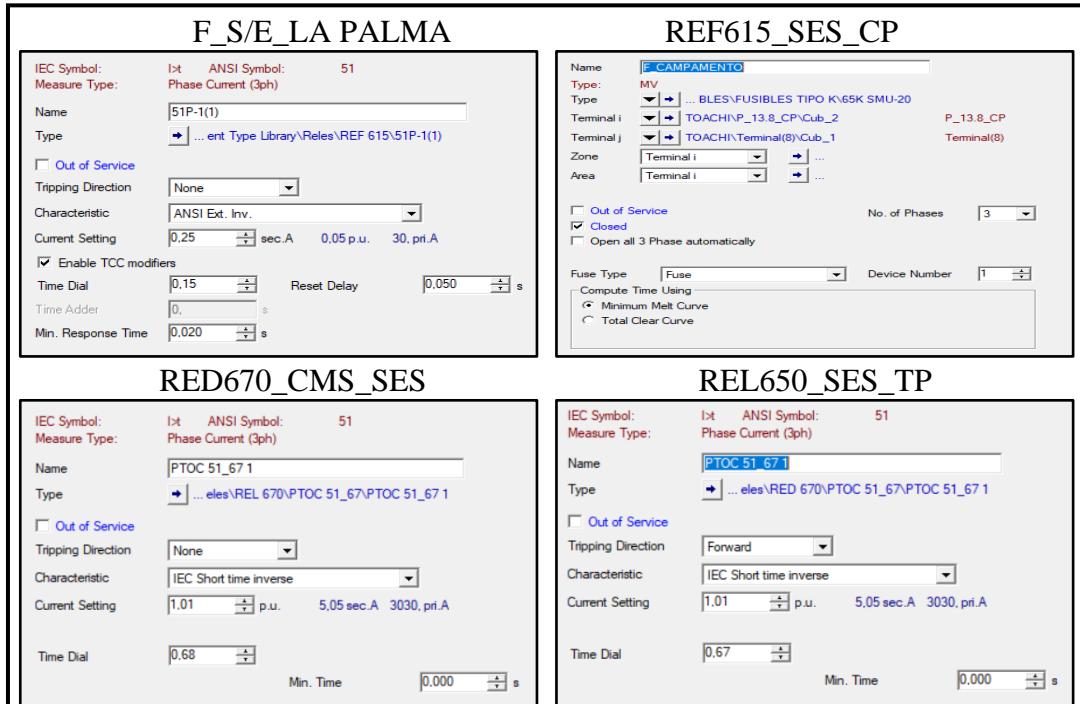 F_S/E_LA PALMA
IEC Symbol: I>t ANSI Symbol: 51
Measure Type: Phase Current (3ph)
Name 51P-1(1)
Type ... ent Type Library\Reles\REF 615\51P-1(1)
Out of Service
Tripping Direction None
Characteristic ANSI Ext. Inv.
Current Setting 0,25 sec.A 0,05 p.u. 30, pri.A
Enable TCC modifiers
Time Dial 0,15 Reset Delay 0,050 s
Time Adder 0, s
Min. Response Time 0,020 s
REF615_SES_CP
Name F_CAMPAMENTO
Type: MV
Type ... BLES\FUSIBLES TIPO K\65K SMU-20
Terminal i TOACHI\P_13.8_CP\Cub_2 P_13.8_CP
Terminal j TOACHI\Terminal(8)\Cub_1 Terminal(8)
Zone Terminal i ...
Area Terminal i ...
Out of Service No. of Phases 3
Closed
Open all 3 Phase automatically
Fuse Type Fuse Device Number 1
Compute Time Using
Minimum Melt Curve
Total Clear Curve
RED670_CMS_SES
IEC Symbol: I>t ANSI Symbol: 51
Measure Type: Phase Current (3ph)
Name PTOC 51_67 1
Type ... eles\REL 670\PTOC 51_67\PTOC 51_67 1
Out of Service
Tripping Direction None
Characteristic IEC Short time inverse
Current Setting 1,01 p.u. 5,05 sec.A 3030, pri.A
Time Dial 0,68
Min. Time 0,000 s
REL650_SES_TP
IEC Symbol: I>t ANSI Symbol: 51
Measure Type: Phase Current (3ph)
Name PTOC 51_67 1
Type ... eles\RED 670\PTOC 51_67\PTOC 51_67 1
Out of Service
Tripping Direction Forward
Characteristic IEC Short time inverse
Current Setting 1,01 p.u. 5,05 sec.A 3030, pri.A
Time Dial 0,67
Min. Time 0,000 s